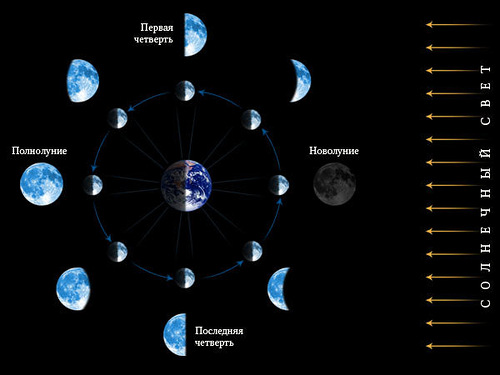 Первая
четверть
Полнолуние
Новолуние
Последняя
четверть
СОЛНЕЧНЫЙ СВЕТ